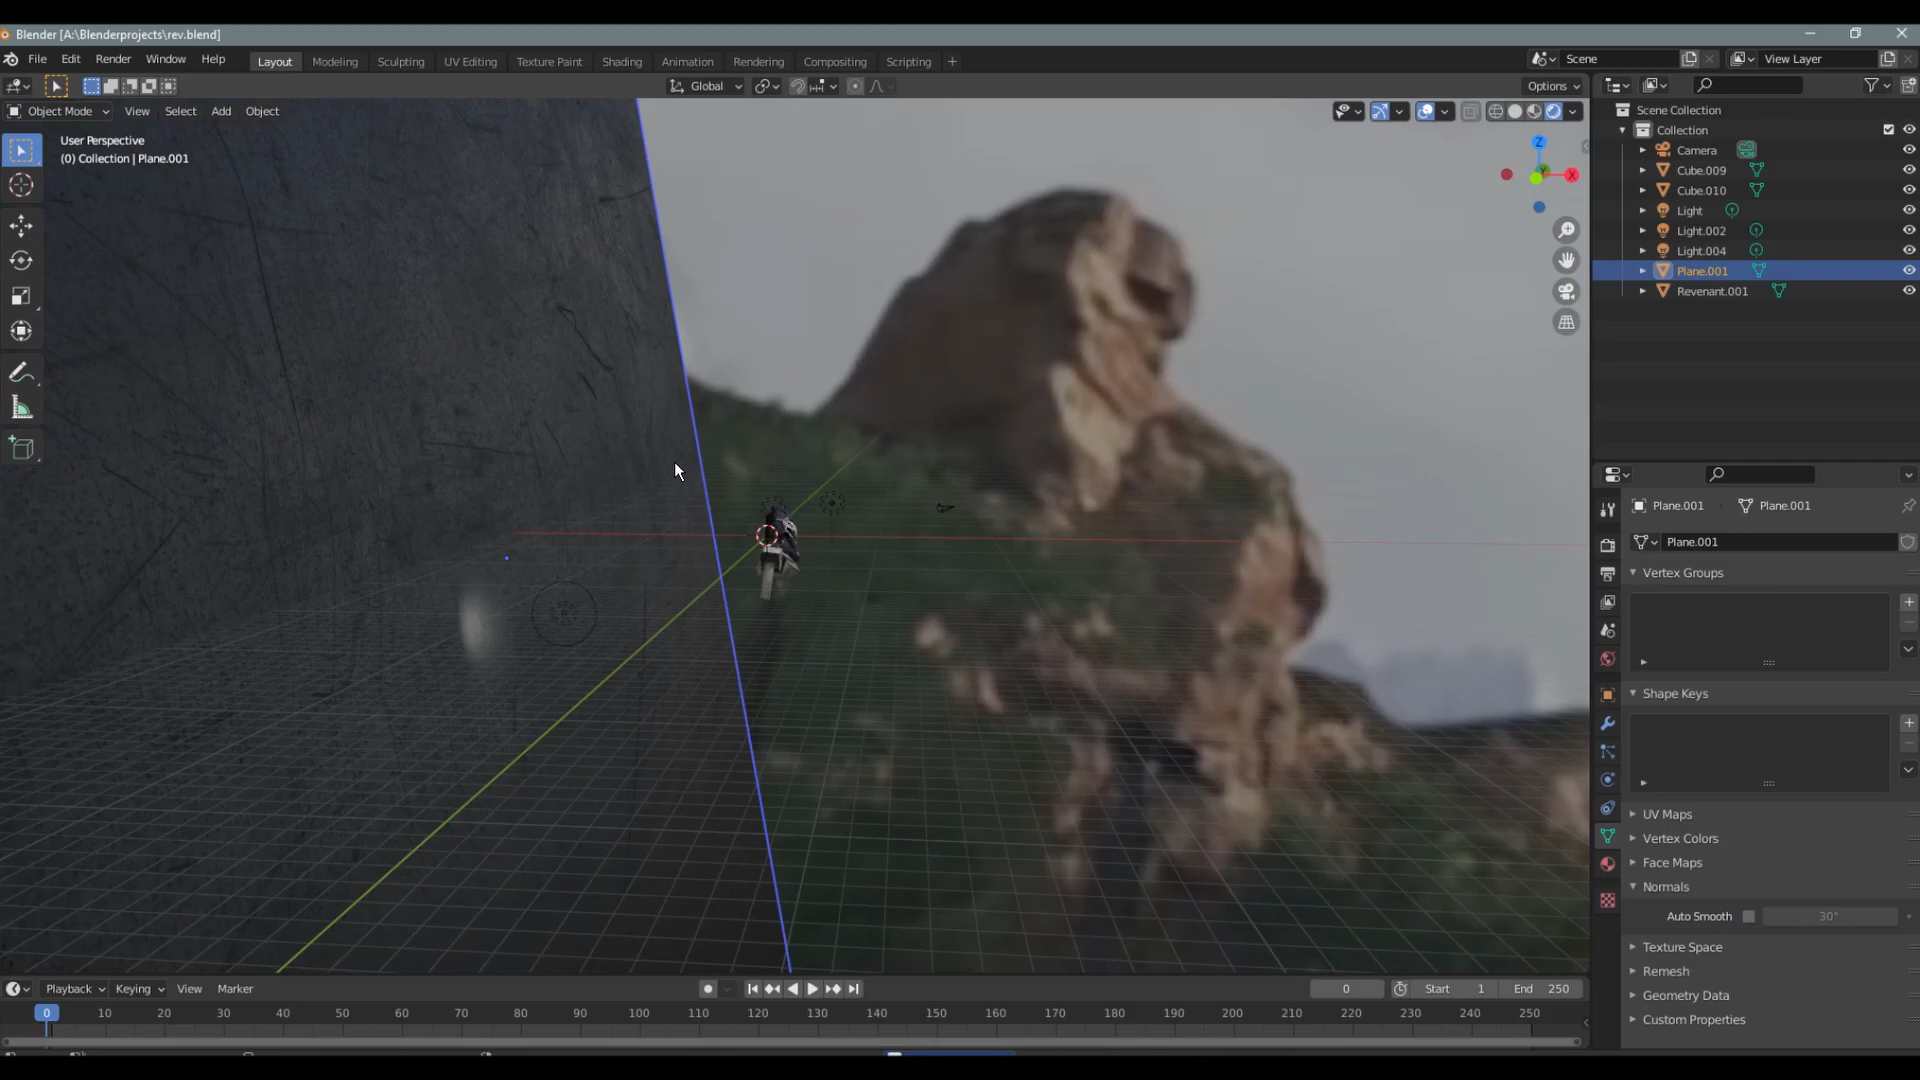 Blender [A:\Blenderprojects\rev.blend]
File Edit Render Window Help
Layout Modeling Sculpting UV Editing Texture Paint Shading Animation Rendering Compositing Scripting +
Scene
View Layer
Global
Options
Object Mode View Select Add Object
User Perspective
(0) Collection | Plane.001
Z
Y
X
Scene Collection
Collection
Camera
Cube.009
Cube.010
Light
Light.002
Light.004
Plane.001
Revenant.001
Plane.001 Plane.001
Plane.001
Vertex Groups
Shape Keys
UV Maps
Vertex Colors
Face Maps
Normals
Auto Smooth 30°
Texture Space
Remesh
Geometry Data
Custom Properties
Playback Keying View Marker
0 Start 1 End 250
0 10 20 30 40 50 60 70 80 90 100 110 120 130 140 150 160 170 180 190 200 210 220 230 240 250